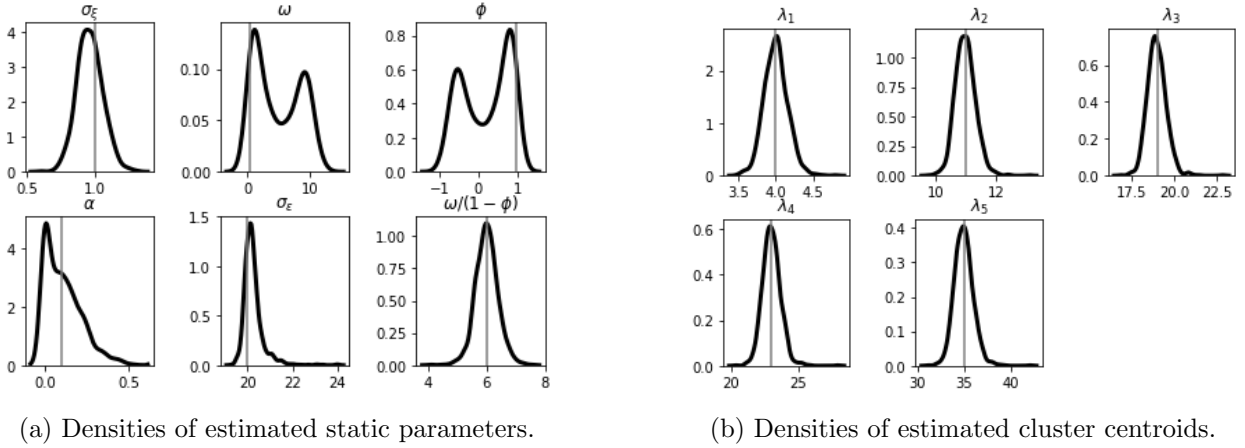 σ_ξ ω φ
4 3 2 1 0
0.10 0.05 0.00
0.8 0.6 0.4 0.2 0.0
0.5 1.0 0 10 −1 0 1
α σ_ε ω/(1 − φ)
4 2 0
1.5 1.0 0.5 0.0
1.00 0.75 0.50 0.25 0.00
0.0 0.5 20 22 24 4 6 8
(a) Densities of estimated static parameters.
λ_1 λ_2 λ_3
2 1 0
1.00 0.75 0.50 0.25 0.00
0.6 0.4 0.2 0.0
3.5 4.0 4.5 10 12 17.5 20.0 22.5
λ_4 λ_5
0.6 0.4 0.2 0.0
0.4 0.3 0.2 0.1 0.0
20 25 30 35 40
(b) Densities of estimated cluster centroids.